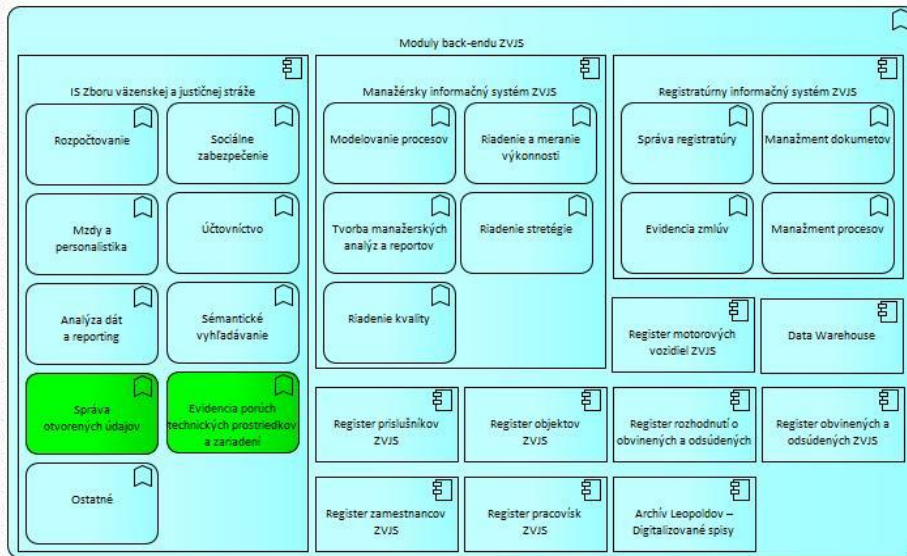 Moduly back-endu ZVJS
IS Zboru väzenskej a justičnej stráže
Rozpočtovanie
Sociálne
zabezpečenie
Mzdy a
personalistika
Účtovníctvo
Analýza dát
a reporting
Sémantické
vyhľadávanie
Správa
otvorených údajov
Evidencia porúch
technických prostriedkov
a zariadení
Ostatné
Manažérsky informačný systém ZVJS
Modelovanie procesov
Riadenie a meranie
výkonnosti
Tvorba manažerských
analýz a reportov
Riadenie stretégie
Riadenie kvality
Registratúrny informačný systém ZVJS
Správa registratúry
Manažment dokumetov
Evidencia zmlúv
Manažment procesov
Register motorových
vozidiel ZVJS
Data Warehouse
Register príslušníkov
ZVJS
Register objektov
ZVJS
Register rozhodnutí o
obvinených a odsúdených
Register obvinených a
odsúdených ZVJS
Register zamestnancov
ZVJS
Register pracovísk
ZVJS
Archív Leopoldov –
Digitalizované spisy